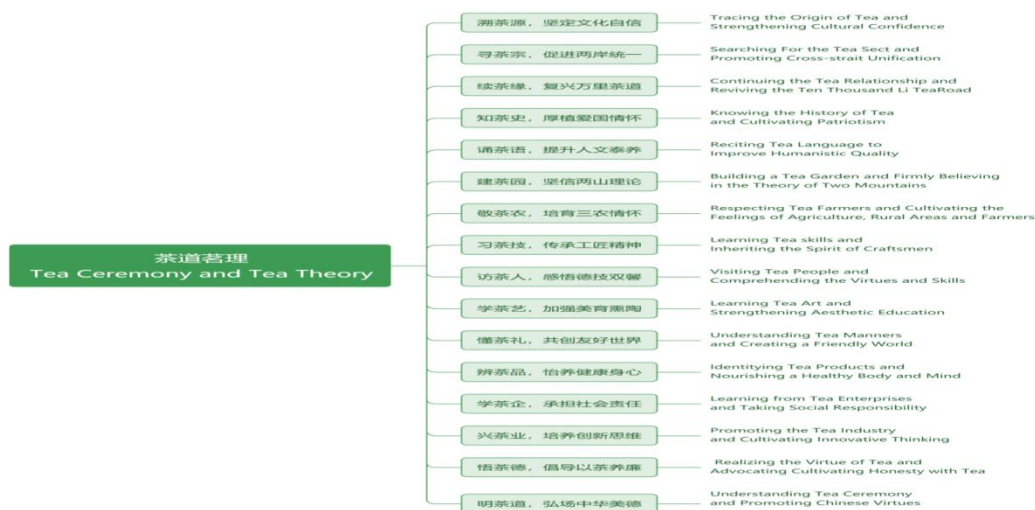 茶道茗理
Tea Ceremony and Tea Theory
溯茶源，坚定文化自信
Tracing the Origin of Tea and
Strengthening Cultural Confidence
寻茶宗，促进两岸统一
Searching For the Tea Sect and
Promoting Cross-strait Unification
续茶缘，复兴万里茶道
Continuing the Tea Relationship and
Reviving the Ten Thousand Li TeaRoad
知茶史，厚植爱国情怀
Knowing the History of Tea
and Cultivating Patriotism
诵茶语，提升人文素养
Reciting Tea Language to
Improve Humanistic Quality
建茶园，坚信两山理论
Building a Tea Garden and Firmly Believing
in the Theory of Two Mountains
敬茶农，培育三农情怀
Respecting Tea Farmers and Cultivating the
Feelings of Agriculture, Rural Areas and Farmers
习茶技，传承工匠精神
Learning Tea skills and
Inheriting the Spirit of Craftsmen
访茶人，感悟德技双馨
Visiting Tea People and
Comprehending the Virtues and Skills
学茶艺，加强美育熏陶
Learning Tea Art and
Strengthening Aesthetic Education
懂茶礼，共创友好世界
Understanding Tea Manners
and Creating a Friendly World
辨茶品，怡养健康身心
Identitying Tea Products and
Nourishing a Healthy Body and Mind
学茶企，承担社会责任
Learning from Tea Enterprises
and Taking Social Responsibility
兴茶业，培养创新思维
Promoting the Tea Industry
and Cultivating Innovative Thinking
悟茶德，倡导以茶养廉
Realizing the Virtue of Tea and
Advocating Cultivating Honesty with Tea
明茶道，弘扬中华美德
Understanding Tea Ceremony
and Promoting Chinese Virtues